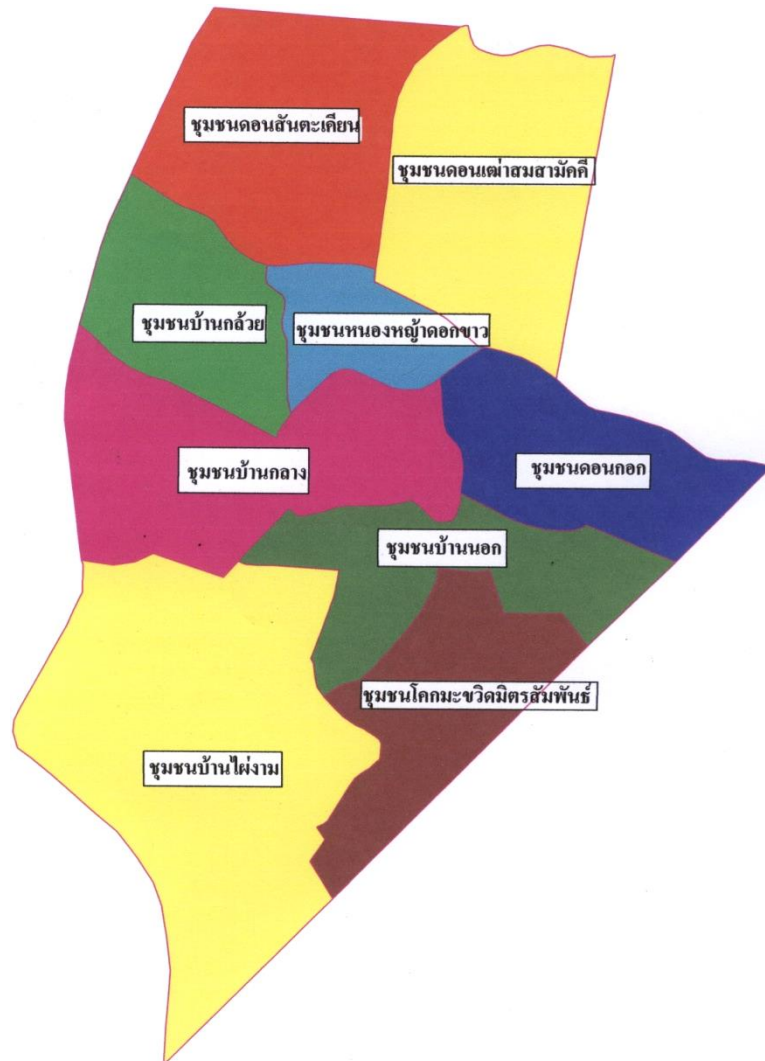 ชุมชนดอนสันตะเคียน
ชุมชนดอนเฒ่าสมสามัคคี
ชุมชนบ้านกล้วย
ชุมชนหนองหญ้าดอกขาว
ชุมชนบ้านกลาง
ชุมชนดอนกอก
ชุมชนบ้านนอก
ชุมชนโคกมะขวิดมิตรสัมพันธ์
ชุมชนบ้านไผ่งาม